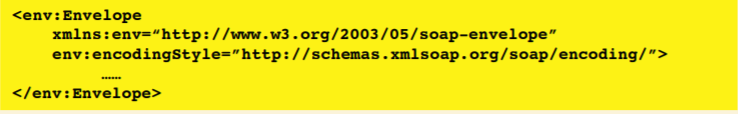 <env:Envelope
xmlns:env=“http://www.w3.org/2003/05/soap-envelope”
env:encodingStyle=”http://schemas.xmlsoap.org/soap/encoding/”>
……
</env:Envelope>